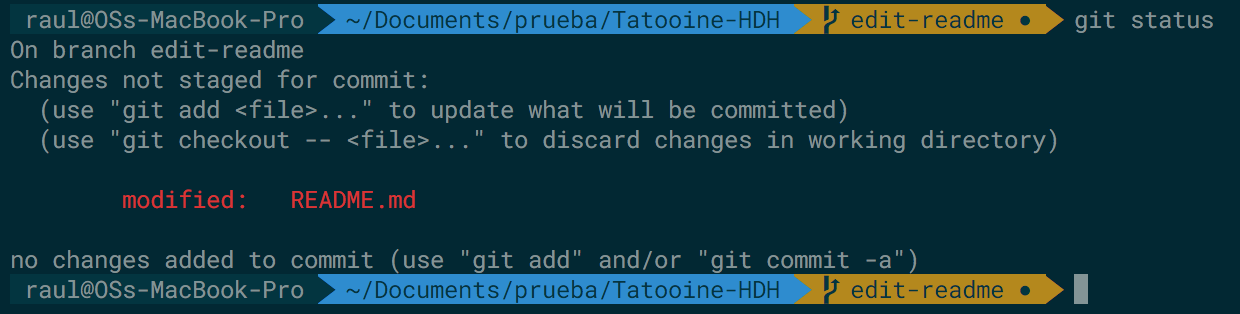 raul@OSs-MacBook-Pro ~/Documents/prueba/Tatooine-HDH edit-readme ● git status
On branch edit-readme
Changes not staged for commit:
  (use "git add <file>..." to update what will be committed)
  (use "git checkout -- <file>..." to discard changes in working directory)
        modified:   README.md
no changes added to commit (use "git add" and/or "git commit -a")
raul@OSs-MacBook-Pro ~/Documents/prueba/Tatooine-HDH edit-readme ●